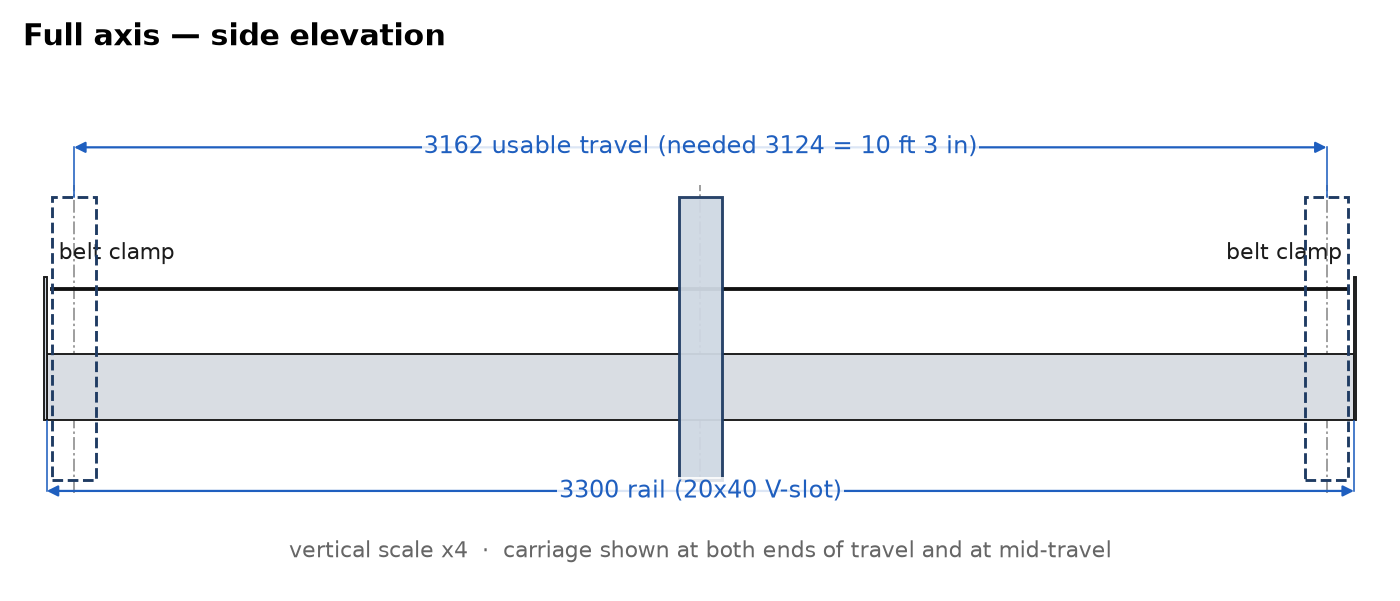 Full axis — side elevation
3162 usable travel (needed 3124 = 10 ft 3 in)
belt clamp
belt clamp
3300 rail (20x40 V-slot)
vertical scale x4 · carriage shown at both ends of travel and at mid-travel